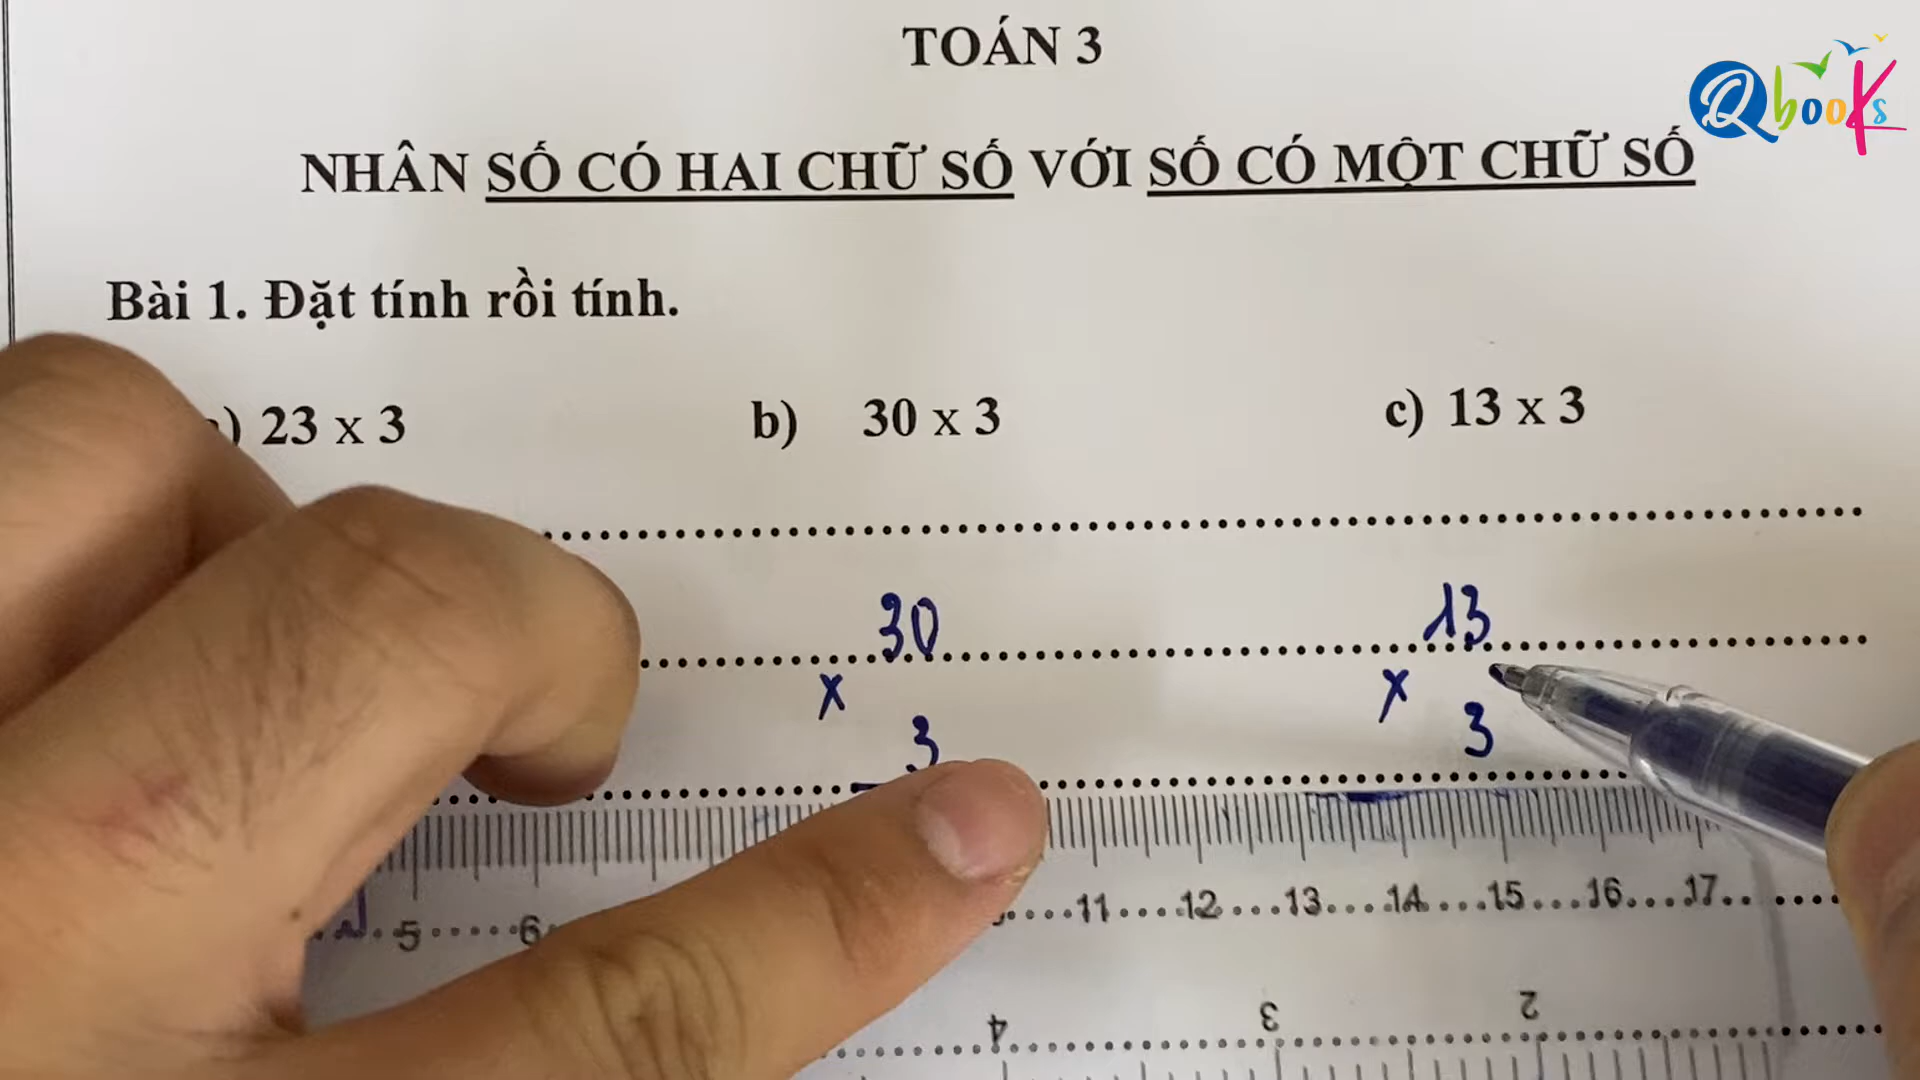 TOÁN 3
Qbooks
NHÂN SỐ CÓ HAI CHỮ SỐ VỚI SỐ CÓ MỘT CHỮ SỐ
Bài 1. Đặt tính rồi tính.
) 23 x 3 b) 30 x 3 c) 13 x 3
30 13
x x
3 3
5 6 11 12 13 14 15 16 17
4 3 2